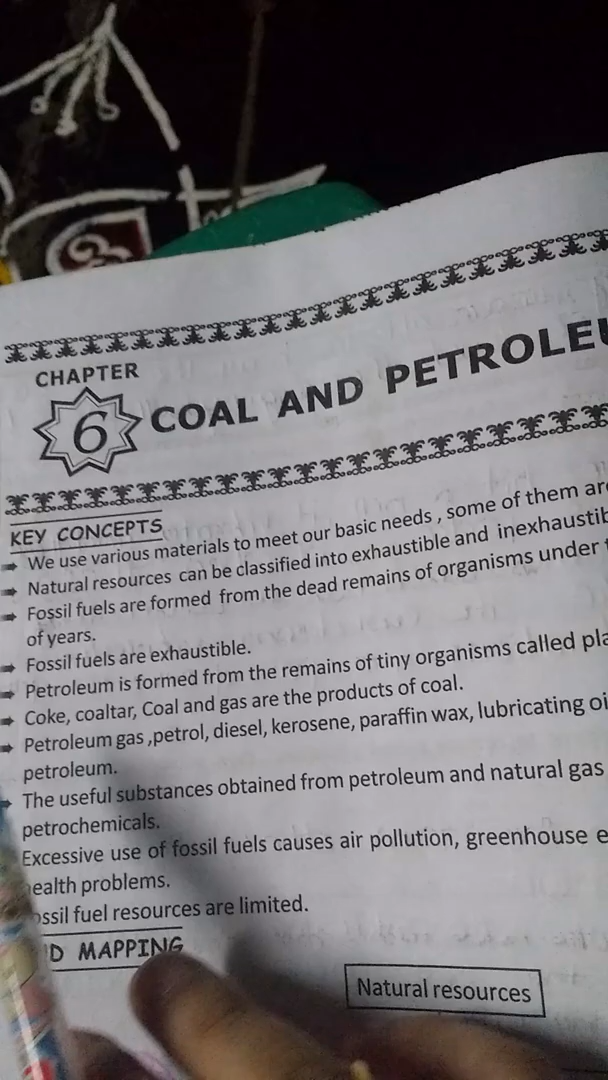 CHAPTER
6 COAL AND PETROLEU
KEY CONCEPTS
We use various materials to meet our basic needs , some of them are
Natural resources can be classified into exhaustible and inexhaustib
Fossil fuels are formed from the dead remains of organisms under
of years.
Fossil fuels are exhaustible.
Petroleum is formed from the remains of tiny organisms called pla
Coke, coaltar, Coal and gas are the products of coal.
Petroleum gas ,petrol, diesel, kerosene, paraffin wax, lubricating oi
petroleum.
The useful substances obtained from petroleum and natural gas
petrochemicals.
Excessive use of fossil fuels causes air pollution, greenhouse e
ealth problems.
ossil fuel resources are limited.
D MAPPING
Natural resources